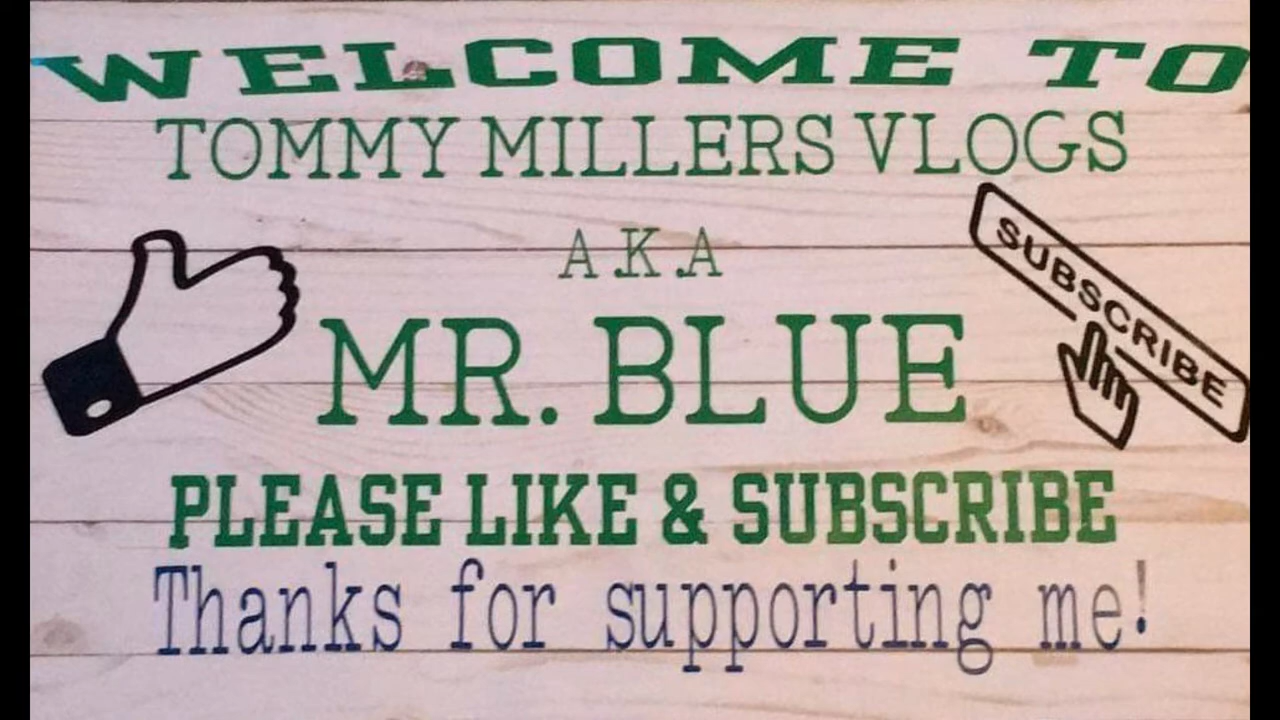 WELCOME TO
TOMMY MILLERS VLOGS
A.K.A
SUBSCRIBE
MR. BLUE
PLEASE LIKE & SUBSCRIBE
Thanks for supporting me!